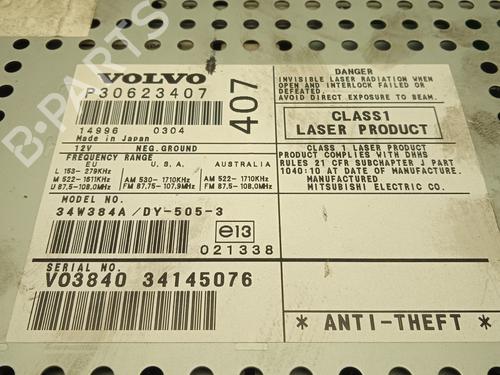 VOLVO
P30623407
407
14996 0304
Made in Japan
12V NEG.GROUND
FREQUENCY RANGE
EU U.S.A. AUSTRALIA
L 153-279KHz
M 522-1611KHz AM 530-1710KHz AM 522-1710KHz
U 87.5-108.0MHz FM 87.75-107.9MHz FM 87.5-108.0MHz
MODEL NO.
34W384A/DY-505-3
e13
021338
SERIAL NO.
VO3840 34145076
DANGER
INVISIBLE LASER RADIATION WHEN
OPEN AND INTERLOCK FAILED OR
DEFEATED.
AVOID DIRECT EXPOSURE TO BEAM.
CLASS1
LASER PRODUCT
CLASS 1 LASER PRODUCT
PRODUCT COMPLIES WITH DHHS
RULES 21 CFR SUBCHAPTER J PART
1040:10 AT DATE OF MANUFACTURE.
MANUFACTURED
MITSUBISHI ELECTRIC CO.
* ANTI-THEFT *
B-PARTS